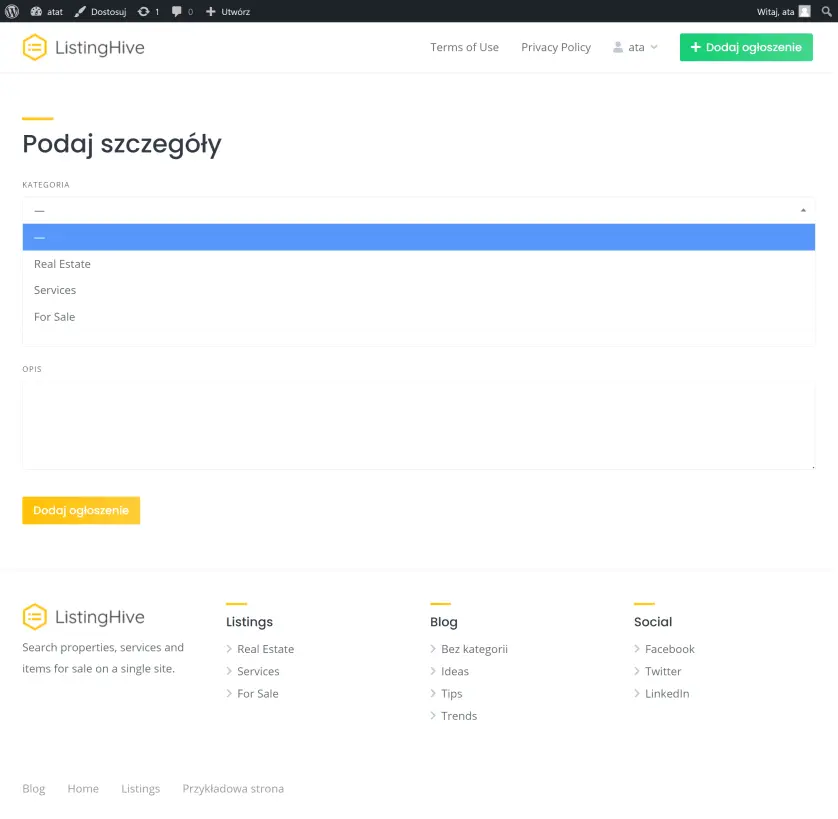 atat Dostosuj 1 0 Utwórz Witaj, ata
ListingHive Terms of Use Privacy Policy ata Dodaj ogłoszenie
Podaj szczegóły
KATEGORIA
—
—
Real Estate
Services
For Sale
OPIS
Dodaj ogłoszenie
ListingHive
Search properties, services and
items for sale on a single site.
Listings
Real Estate
Services
For Sale
Blog
Bez kategorii
Ideas
Tips
Trends
Social
Facebook
Twitter
LinkedIn
Blog Home Listings Przykładowa strona